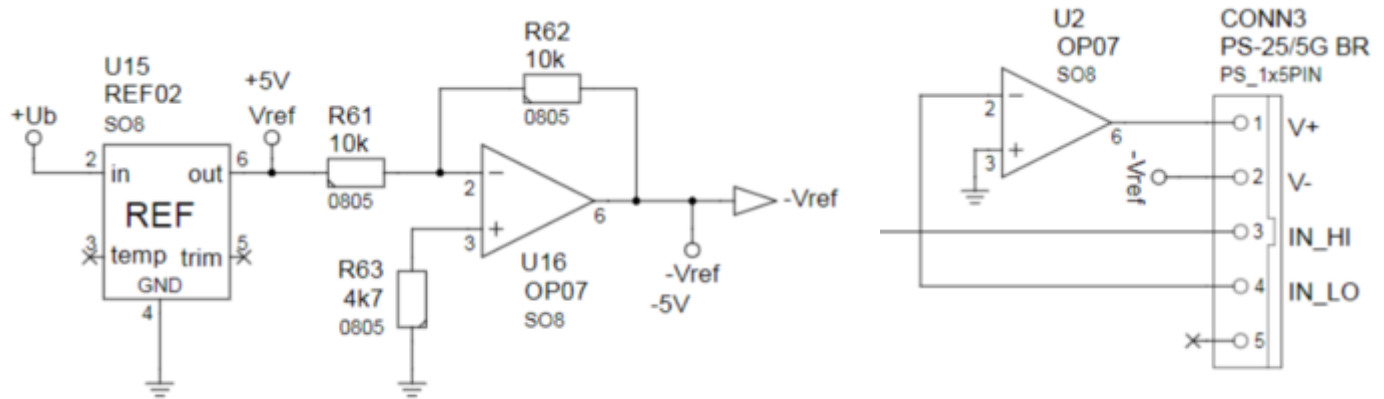 U15
REF02
SO8
+Ub
2
in
out
6
REF
3
temp
trim
5
GND
4
+5V
Vref
R61
10k
0805
R62
10k
0805
2
-
3
+
6
U16
OP07
SO8
R63
4k7
0805
-Vref
-Vref
-5V
U2
OP07
SO8
2
-
3
+
6
-Vref
CONN3
PS-25/5G BR
PS_1x5PIN
1 V+
2 V-
3 IN_HI
4 IN_LO
5